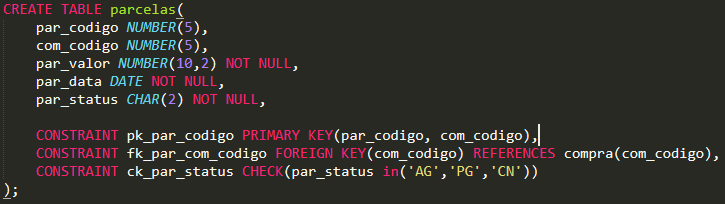 CREATE TABLE parcelas(
par_codigo NUMBER(5),
com_codigo NUMBER(5),
par_valor NUMBER(10,2) NOT NULL,
par_data DATE NOT NULL,
par_status CHAR(2) NOT NULL,
CONSTRAINT pk_par_codigo PRIMARY KEY(par_codigo, com_codigo),
CONSTRAINT fk_par_com_codigo FOREIGN KEY(com_codigo) REFERENCES compra(com_codigo),
CONSTRAINT ck_par_status CHECK(par_status in('AG','PG','CN'))
);